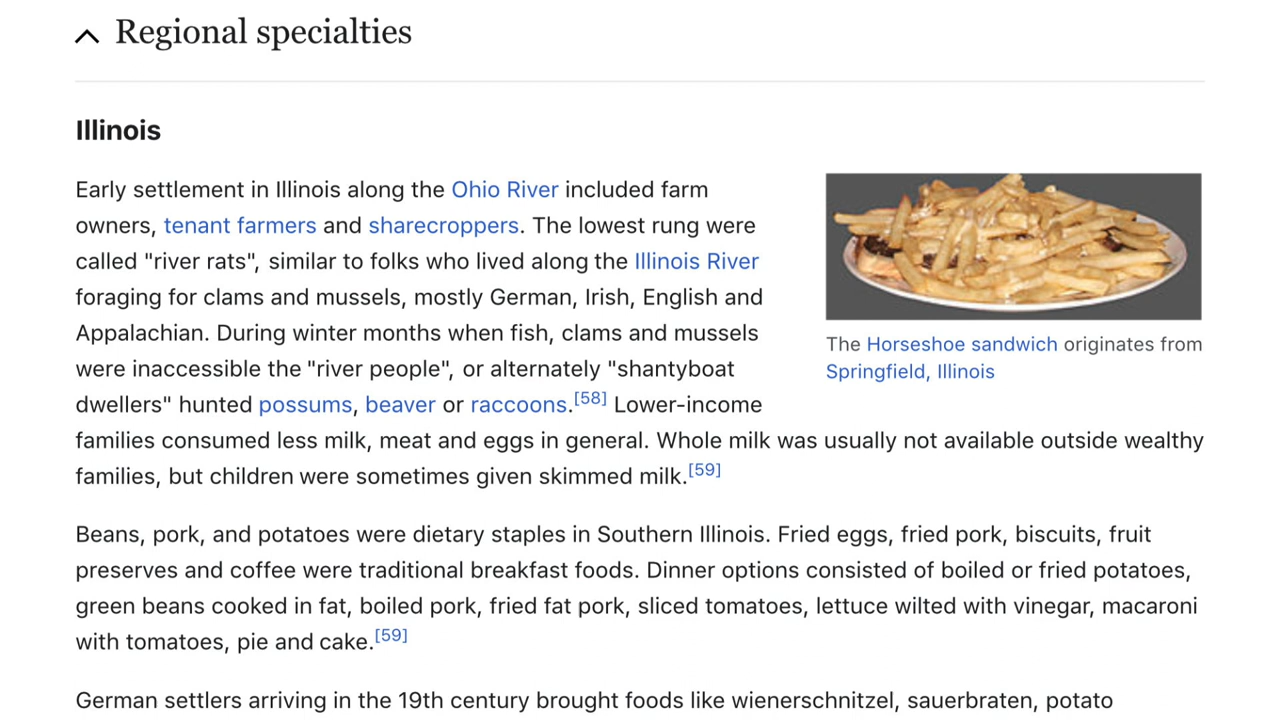 Regional specialties
Illinois
Early settlement in Illinois along the Ohio River included farm
owners, tenant farmers and sharecroppers. The lowest rung were
called "river rats", similar to folks who lived along the Illinois River
foraging for clams and mussels, mostly German, Irish, English and
Appalachian. During winter months when fish, clams and mussels
were inaccessible the "river people", or alternately "shantyboat
dwellers" hunted possums, beaver or raccoons.[58] Lower-income
families consumed less milk, meat and eggs in general. Whole milk was usually not available outside wealthy
families, but children were sometimes given skimmed milk.[59]
The Horseshoe sandwich originates from
Springfield, Illinois
Beans, pork, and potatoes were dietary staples in Southern Illinois. Fried eggs, fried pork, biscuits, fruit
preserves and coffee were traditional breakfast foods. Dinner options consisted of boiled or fried potatoes,
green beans cooked in fat, boiled pork, fried fat pork, sliced tomatoes, lettuce wilted with vinegar, macaroni
with tomatoes, pie and cake.[59]
German settlers arriving in the 19th century brought foods like wienerschnitzel, sauerbraten, potato